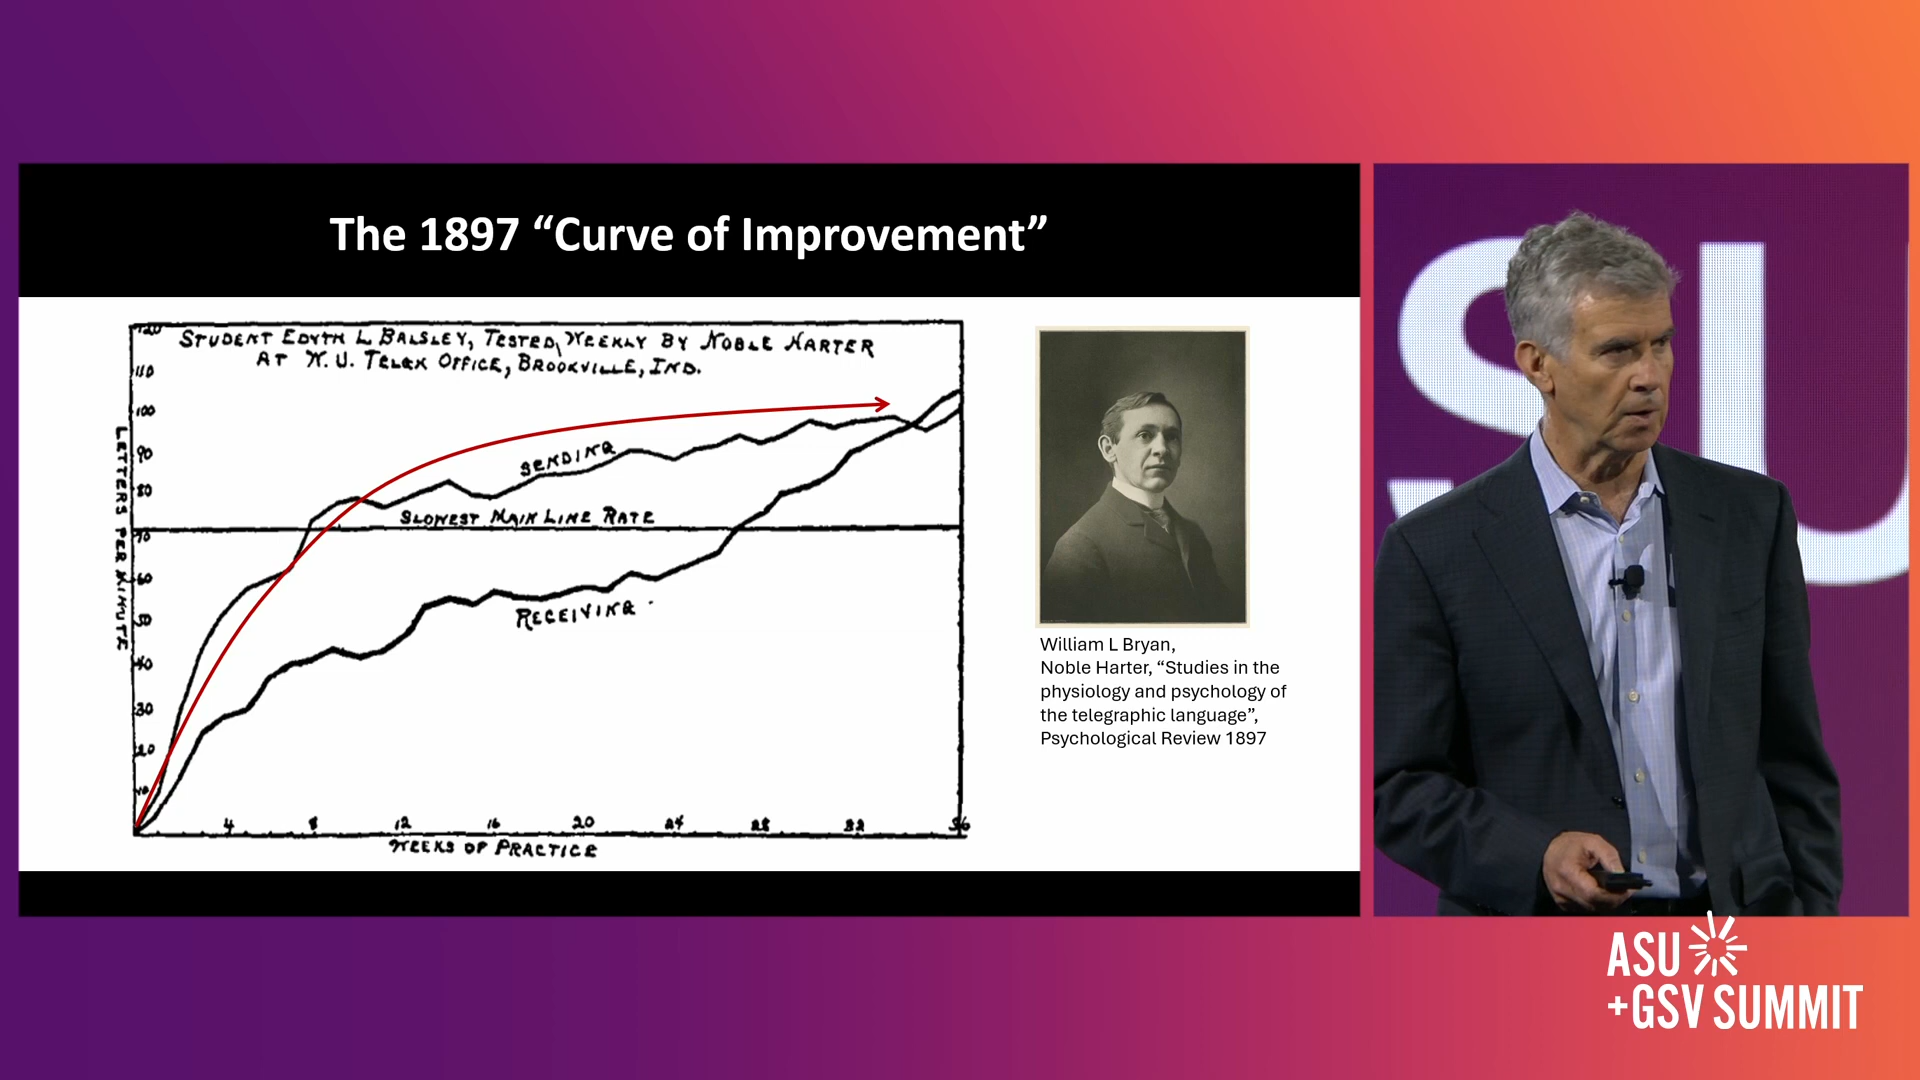 The 1897 “Curve of Improvement”
STUDENT EDYTH L BALSLEY, TESTED WEEKLY BY NOBLE HARTER
AT W. U. TELEX OFFICE, BROOKVILLE, IND.
120
110
100
90
80
70
60
50
40
30
20
10
LETTERS PER MINUTE
SENDING
SLOWEST MAIN LINE RATE
RECEIVING
4 8 12 16 20 24 28 32 36
WEEKS OF PRACTICE
William L Bryan,
Noble Harter, “Studies in the
physiology and psychology of
the telegraphic language”,
Psychological Review 1897
SU
ASU
+GSV SUMMIT